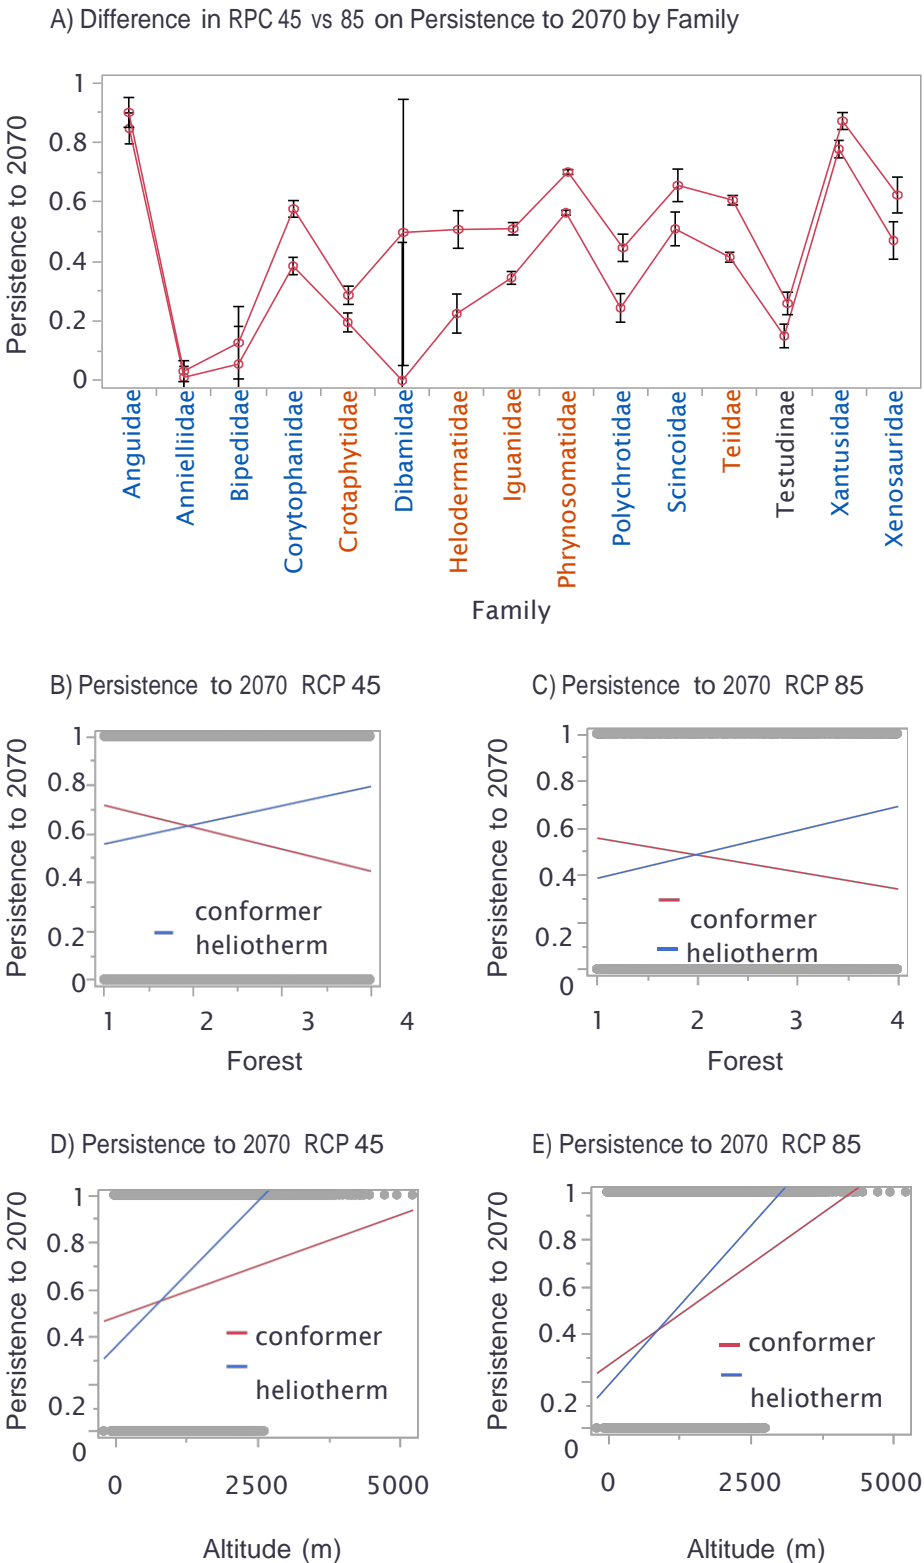 A) Difference in RPC 45 vs 85 on Persistence to 2070 by Family
Persistence to 2070
1
0.8
0.6
0.4
0.2
0
Anguidae
Annielliidae
Bipedidae
Corytophanidae
Crotaphytidae
Dibamidae
Helodermatidae
Iguanidae
Phrynosomatidae
Polychrotidae
Scincoidae
Teiidae
Testudinae
Xantusidae
Xenosauridae
Family
B) Persistence to 2070 RCP 45
Persistence to 2070
1
0.8
0.6
0.4
0.2
0
conformer
heliotherm
1 2 3 4
Forest
C) Persistence to 2070 RCP 85
Persistence to 2070
1
0.8
0.6
0.4
0.2
0
conformer
heliotherm
1 2 3 4
Forest
D) Persistence to 2070 RCP 45
Persistence to 2070
1
0.8
0.6
0.4
0.2
0
conformer
heliotherm
0 2500 5000
Altitude (m)
E) Persistence to 2070 RCP 85
Persistence to 2070
1
0.8
0.6
0.4
0.2
0
conformer
heliotherm
0 2500 5000
Altitude (m)